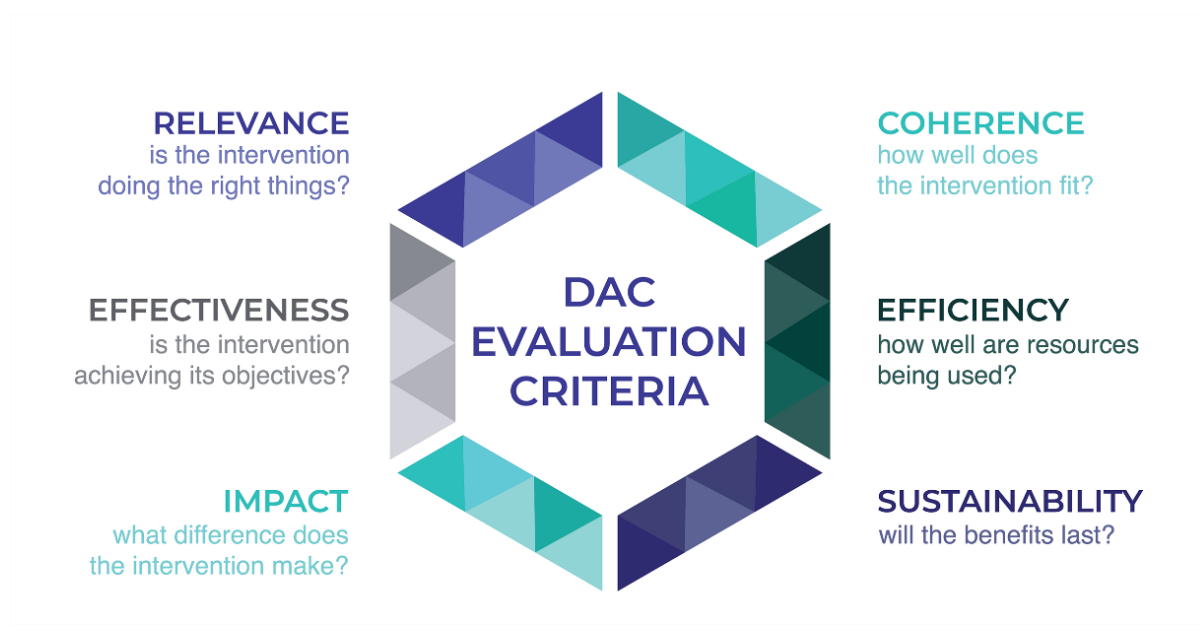 RELEVANCE
is the intervention
doing the right things?
COHERENCE
how well does
the intervention fit?
EFFECTIVENESS
is the intervention
achieving its objectives?
DAC
EVALUATION
CRITERIA
EFFICIENCY
how well are resources
being used?
IMPACT
what difference does
the intervention make?
SUSTAINABILITY
will the benefits last?